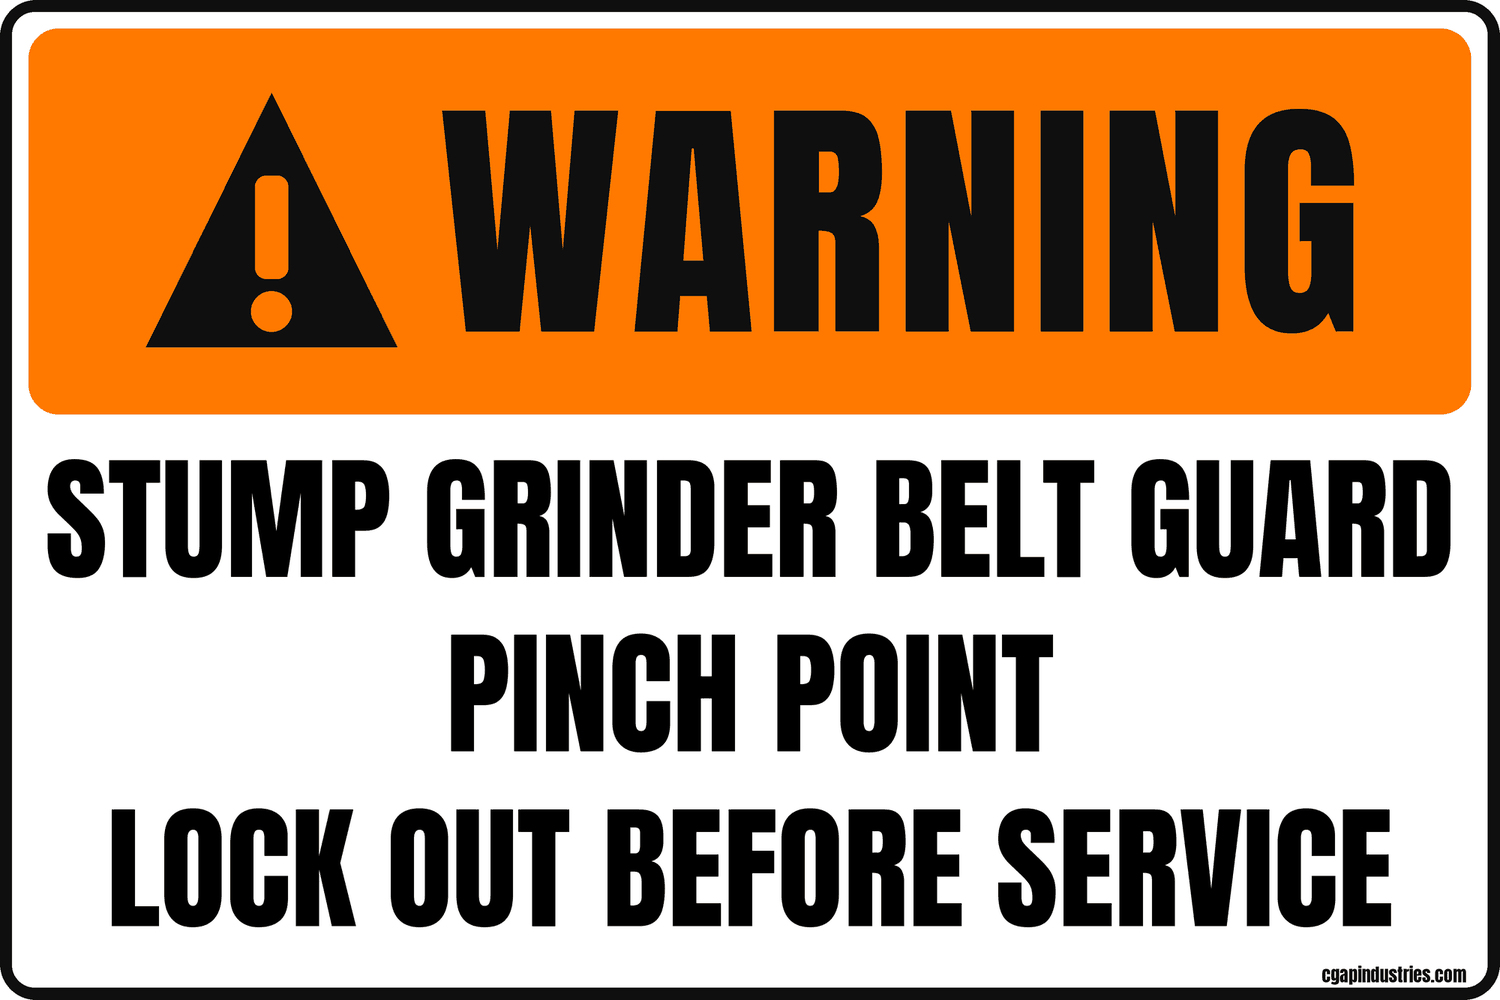 WARNING
STUMP GRINDER BELT GUARD
PINCH POINT
LOCK OUT BEFORE SERVICE
cgapindustries.com